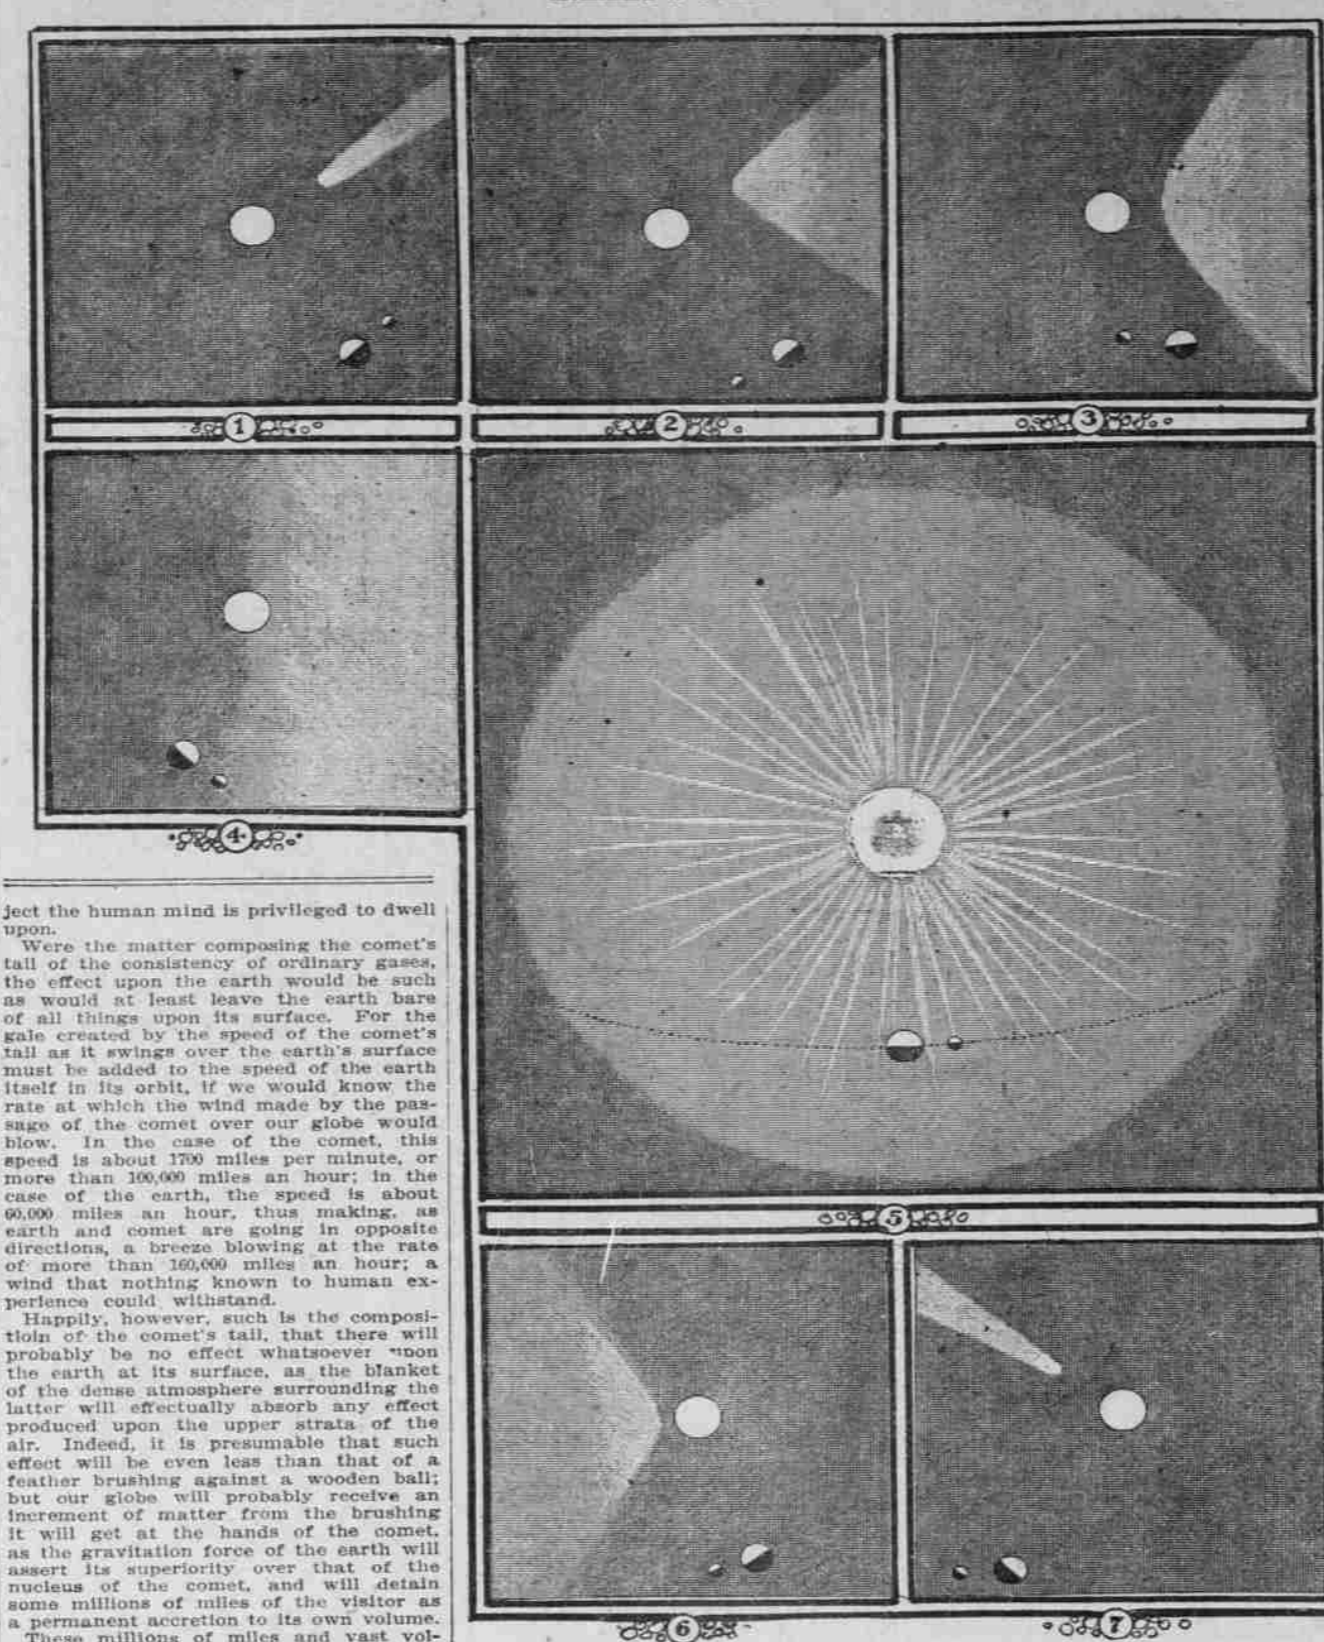 1
2
3
4
ject the human mind is privileged to dwell
upon.
Were the matter composing the comet's
tail of the consistency of ordinary gases,
the effect upon the earth would be such
as would at least leave the earth bare
of all things upon its surface. For the
gale created by the speed of the comet's
tail as it swings over the earth's surface
must be added to the speed of the earth
itself in its orbit, if we would know the
rate at which the wind made by the pas-
sage of the comet over our globe would
blow. In the case of the comet, this
speed is about 1700 miles per minute, or
more than 100,000 miles an hour; in the
case of the earth, the speed is about
60,000 miles an hour, thus making, as
earth and comet are going in opposite
directions, a breeze blowing at the rate
of more than 160,000 miles an hour; a
wind that nothing known to human ex-
perience could withstand.
Happily, however, such is the composi-
tioin of the comet's tail, that there will
probably be no effect whatsoever upon
the earth at its surface, as the blanket
of the dense atmosphere surrounding the
latter will effectually absorb any effect
produced upon the upper strata of the
air. Indeed, it is presumable that such
effect will be even less than that of a
feather brushing against a wooden ball;
but our globe will probably receive an
increment of matter from the brushing
it will get at the hands of the comet,
as the gravitation force of the earth will
assert its superiority over that of the
nucleus of the comet, and will detain
some millions of miles of the visitor as
a permanent accretion to its own volume.
These millions of miles and vast vol-
5
6
7